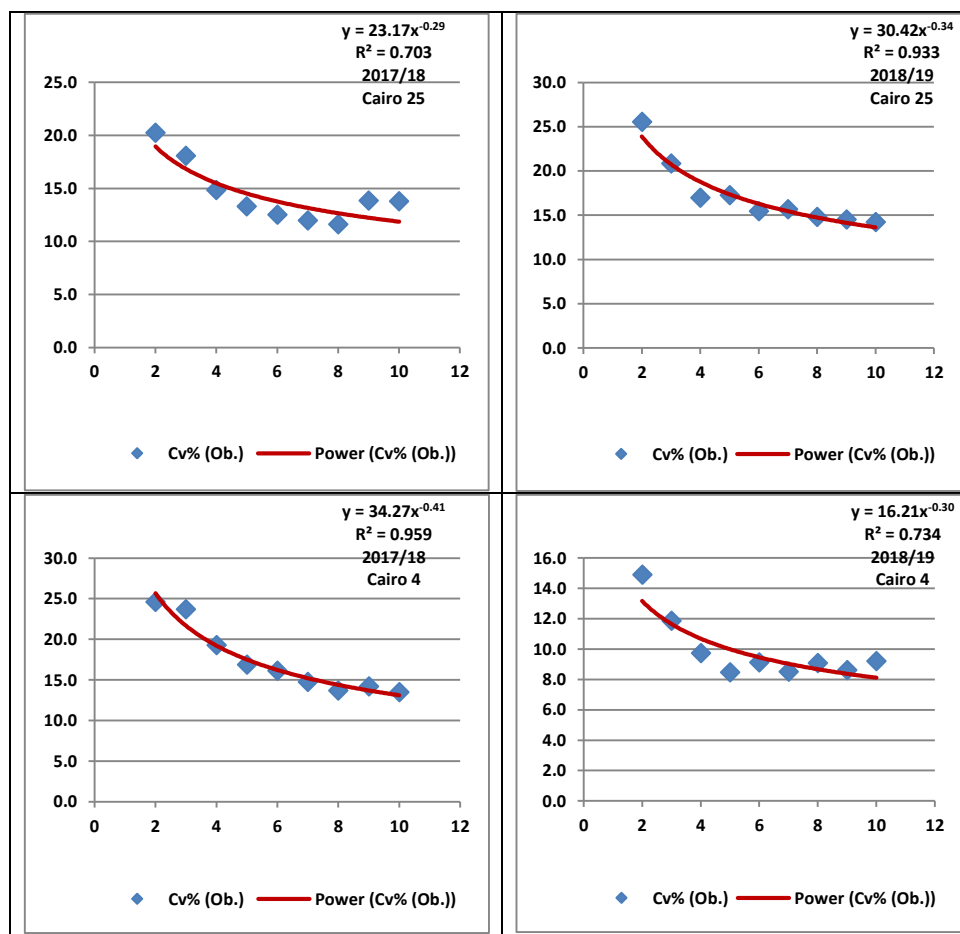 y = 23.17x⁻⁰·²⁹
R² = 0.703
2017/18
Cairo 25
25.0
20.0
15.0
10.0
5.0
0.0
0 2 4 6 8 10 12
Cv% (Ob.) Power (Cv% (Ob.))
y = 30.42x⁻⁰·³⁴
R² = 0.933
2018/19
Cairo 25
30.0
25.0
20.0
15.0
10.0
5.0
0.0
0 2 4 6 8 10 12
Cv% (Ob.) Power (Cv% (Ob.))
y = 34.27x⁻⁰·⁴¹
R² = 0.959
2017/18
Cairo 4
30.0
25.0
20.0
15.0
10.0
5.0
0.0
0 2 4 6 8 10 12
Cv% (Ob.) Power (Cv% (Ob.))
y = 16.21x⁻⁰·³⁰
R² = 0.734
2018/19
Cairo 4
16.0
14.0
12.0
10.0
8.0
6.0
4.0
2.0
0.0
0 2 4 6 8 10 12
Cv% (Ob.) Power (Cv% (Ob.))